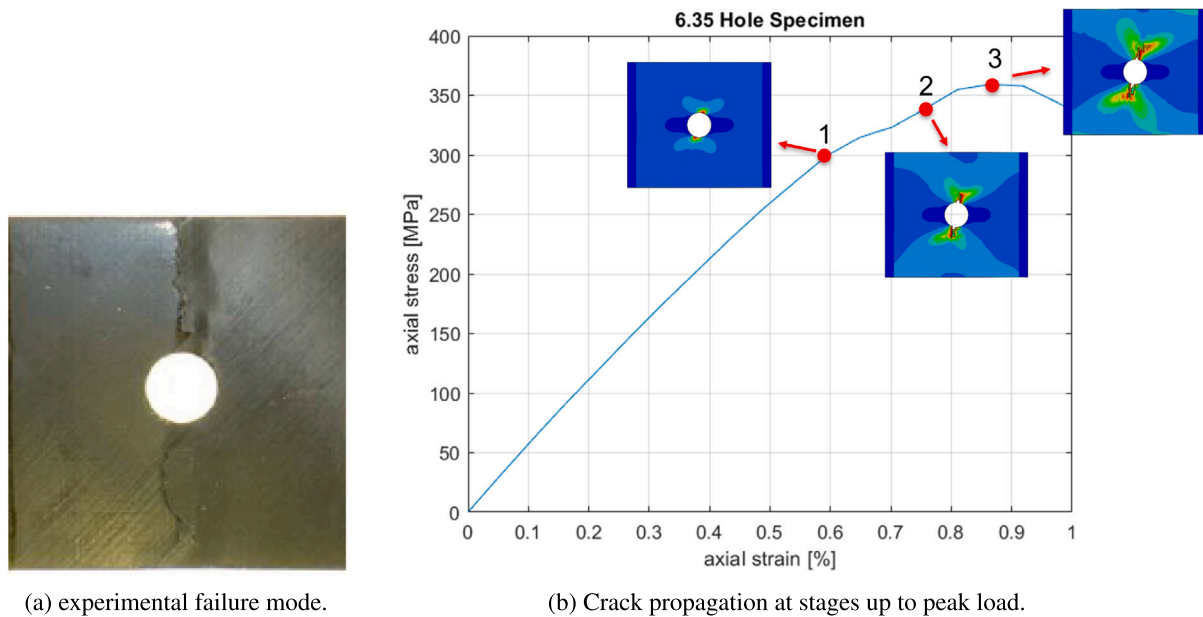 6.35 Hole Specimen
400
350
300
250
200
150
100
50
0
axial stress [MPa]
1
2
3
0 0.1 0.2 0.3 0.4 0.5 0.6 0.7 0.8 0.9 1
axial strain [%]
(a) experimental failure mode.
(b) Crack propagation at stages up to peak load.